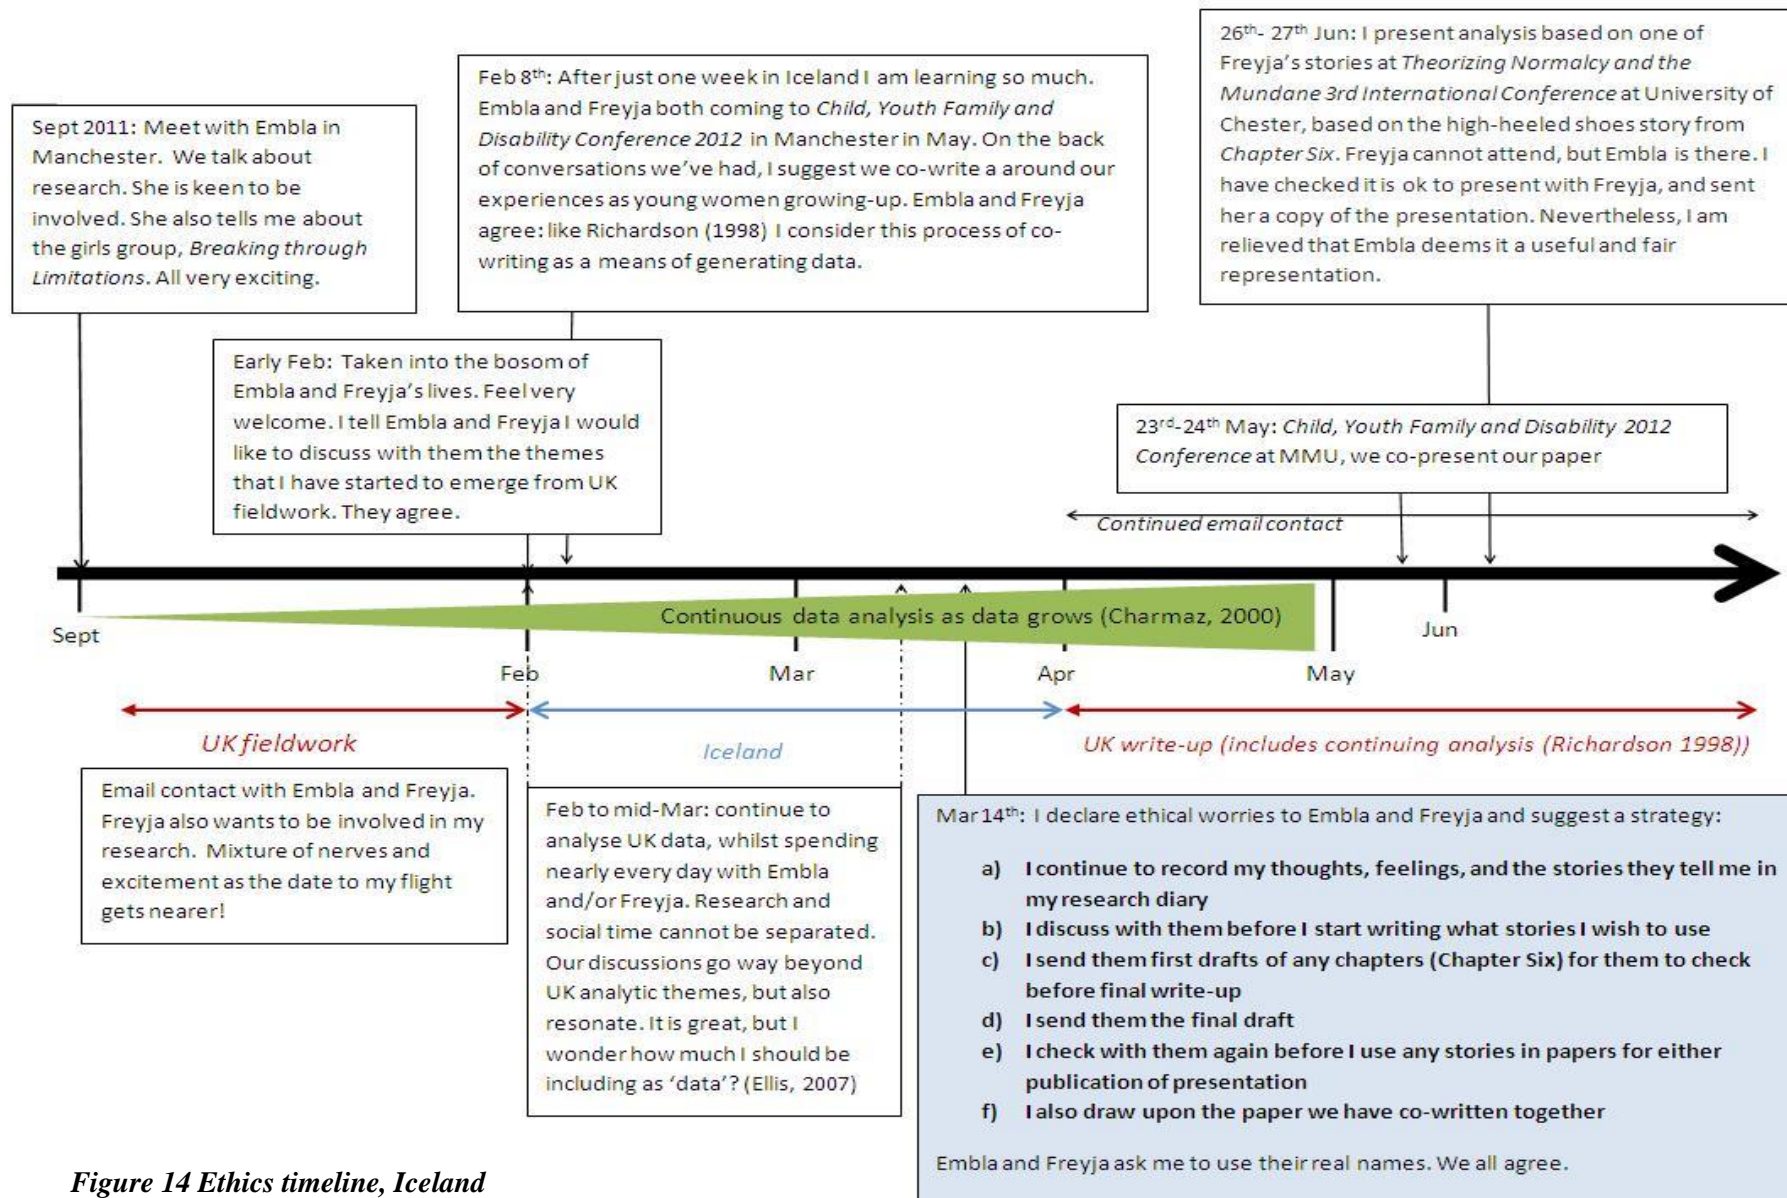 Sept 2011: Meet with Embla in
Manchester. We talk about
research. She is keen to be
involved. She also tells me about
the girls group, Breaking through
Limitations. All very exciting.
Feb 8th: After just one week in Iceland I am learning so much.
Embla and Freyja both coming to Child, Youth Family and
Disability Conference 2012 in Manchester in May. On the back
of conversations we've had, I suggest we co-write a around our
experiences as young women growing-up. Embla and Freyja
agree: like Richardson (1998) I consider this process of co-
writing as a means of generating data.
26th- 27th Jun: I present analysis based on one of
Freyja's stories at Theorizing Normalcy and the
Mundane 3rd International Conference at University of
Chester, based on the high-heeled shoes story from
Chapter Six. Freyja cannot attend, but Embla is there. I
have checked it is ok to present with Freyja, and sent
her a copy of the presentation. Nevertheless, I am
relieved that Embla deems it a useful and fair
representation.
Early Feb: Taken into the bosom of
Embla and Freyja's lives. Feel very
welcome. I tell Embla and Freyja I would
like to discuss with them the themes
that I have started to emerge from UK
fieldwork. They agree.
23rd-24th May: Child, Youth Family and Disability 2012
Conference at MMU, we co-present our paper
Continued email contact
Continuous data analysis as data grows (Charmaz, 2000)
Sept
Feb
Mar
Apr
May
Jun
UK fieldwork
Iceland
UK write-up (includes continuing analysis (Richardson 1998))
Email contact with Embla and Freyja.
Freyja also wants to be involved in my
research. Mixture of nerves and
excitement as the date to my flight
gets nearer!
Feb to mid-Mar: continue to
analyse UK data, whilst spending
nearly every day with Embla
and/or Freyja. Research and
social time cannot be separated.
Our discussions go way beyond
UK analytic themes, but also
resonate. It is great, but I
wonder how much I should be
including as 'data'? (Ellis, 2007)
Mar 14th: I declare ethical worries to Embla and Freyja and suggest a strategy:
a) I continue to record my thoughts, feelings, and the stories they tell me in
my research diary
b) I discuss with them before I start writing what stories I wish to use
c) I send them first drafts of any chapters (Chapter Six) for them to check
before final write-up
d) I send them the final draft
e) I check with them again before I use any stories in papers for either
publication of presentation
f) I also draw upon the paper we have co-written together
Embla and Freyja ask me to use their real names. We all agree.
Figure 14 Ethics timeline, Iceland